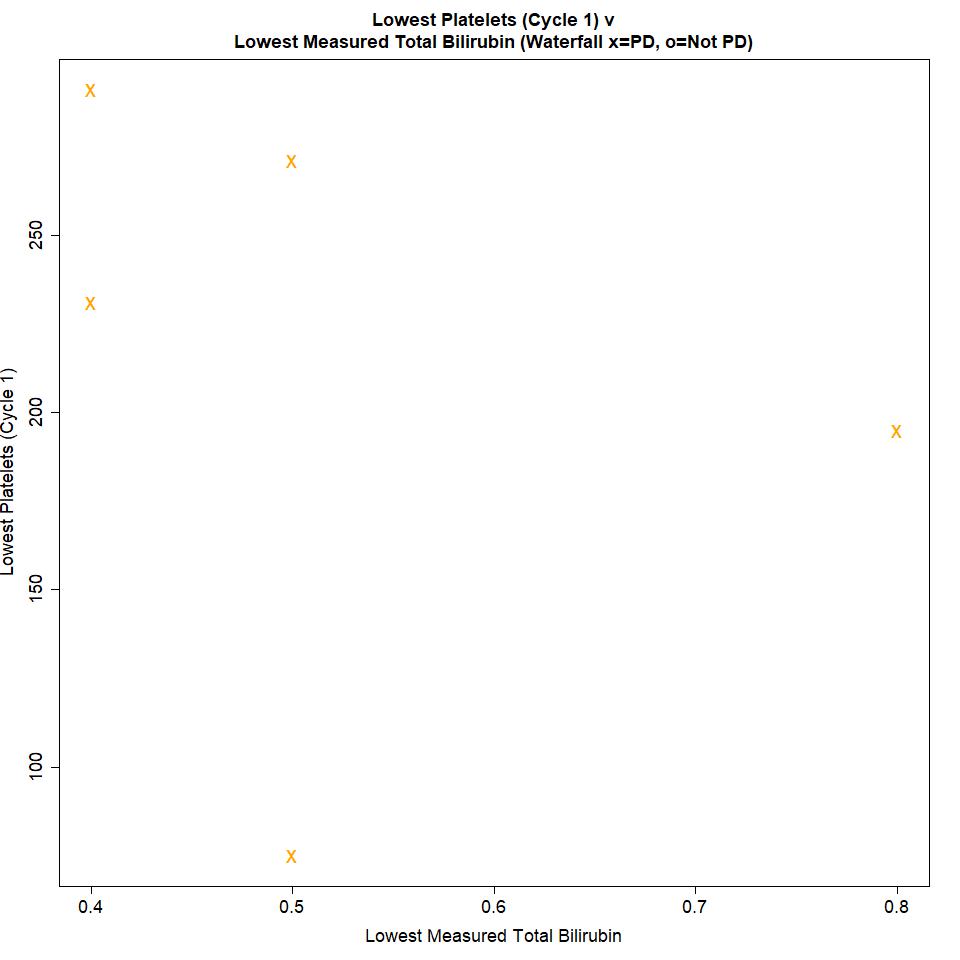 Lowest Platelets (Cycle 1) v
Lowest Measured Total Bilirubin (Waterfall x=PD, o=Not PD)
X
X
250
X
Lowest Platelets (Cycle 1)
200
X
150
100
X
0.4 0.5 0.6 0.7 0.8
Lowest Measured Total Bilirubin